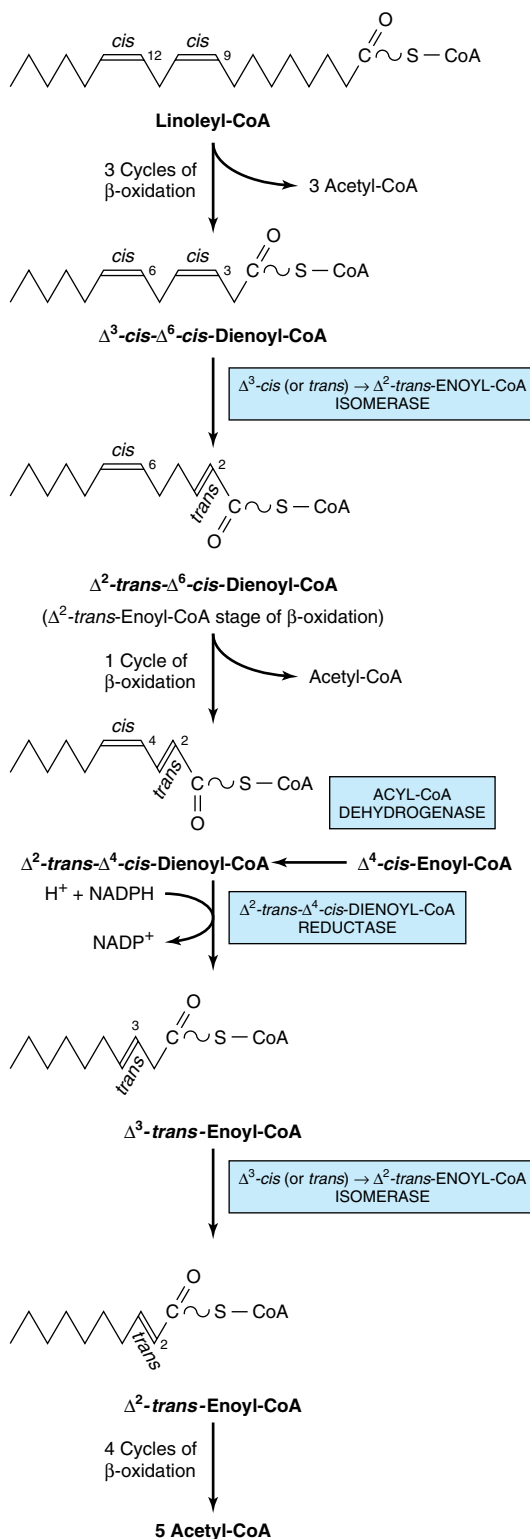 O
cis cis
12 9 C S — CoA
Linoleyl-CoA
3 Cycles of
β-oxidation
3 Acetyl-CoA
O
cis cis
6 3 C S — CoA
Δ³-cis-Δ⁶-cis-Dienoyl-CoA
Δ³-cis (or trans) → Δ²-trans-ENOYL-CoA
ISOMERASE
cis
6 2
trans C S — CoA
O
Δ²-trans-Δ⁶-cis-Dienoyl-CoA
(Δ²-trans-Enoyl-CoA stage of β-oxidation)
1 Cycle of
β-oxidation
Acetyl-CoA
cis
4 2
trans C S — CoA
O
ACYL-CoA
DEHYDROGENASE
Δ²-trans-Δ⁴-cis-Dienoyl-CoA Δ⁴-cis-Enoyl-CoA
H⁺ + NADPH
NADP⁺
Δ²-trans-Δ⁴-cis-DIENOYL-CoA
REDUCTASE
O
3 C S — CoA
trans
Δ³-trans-Enoyl-CoA
Δ³-cis (or trans) → Δ²-trans-ENOYL-CoA
ISOMERASE
O
C S — CoA
trans 2
Δ²-trans-Enoyl-CoA
4 Cycles of
β-oxidation
5 Acetyl-CoA